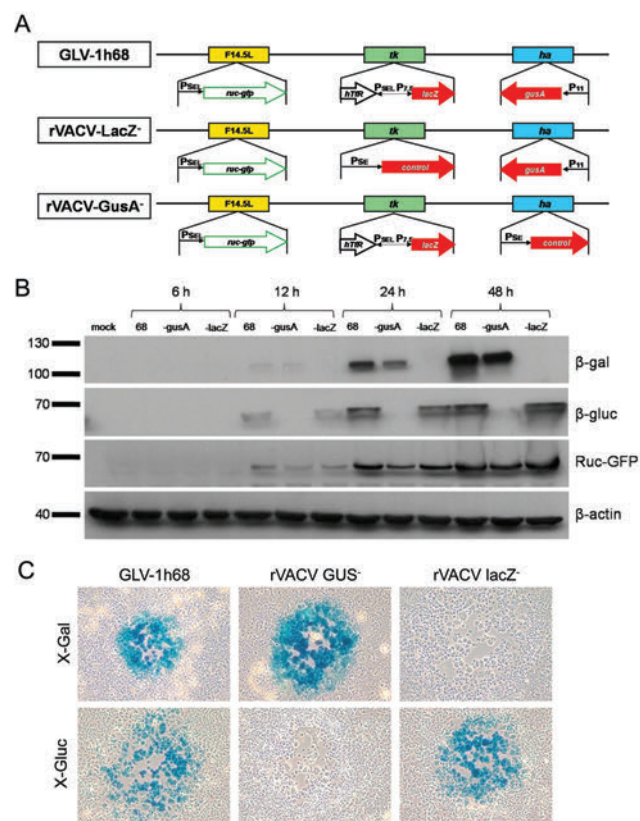 A
GLV-1h68
F14.5L
tk
ha
PSEL
ruc-gfp
hTfR
PSEL P7.5
lacZ
gusA
P11
rVACV-LacZ-
F14.5L
tk
ha
PSEL
ruc-gfp
PSE
control
gusA
P11
rVACV-GusA-
F14.5L
tk
ha
PSEL
ruc-gfp
hTfR
PSEL P7.5
lacZ
PSE
control
B
6 h 12 h 24 h 48 h
mock 68 -gusA -lacZ 68 -gusA -lacZ 68 -gusA -lacZ 68 -gusA -lacZ
130
100
β-gal
70
β-gluc
70
Ruc-GFP
40
β-actin
C
GLV-1h68 rVACV GUS- rVACV lacZ-
X-Gal
X-Gluc